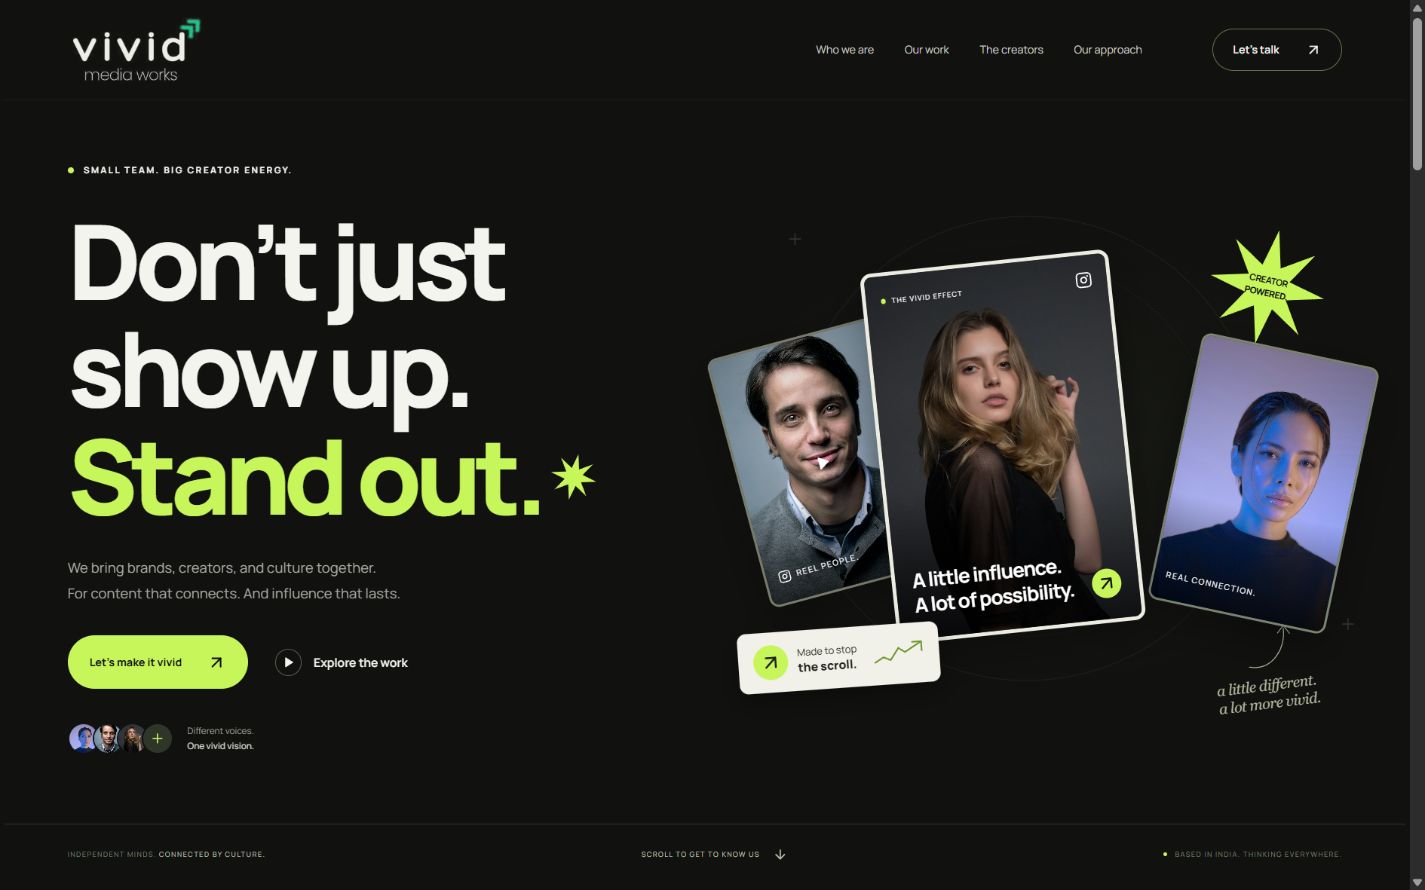 vivid
media works
Who we are
Our work
The creators
Our approach
Let's talk
SMALL TEAM. BIG CREATOR ENERGY.
Don't just
show up.
Stand out.
We bring brands, creators, and culture together.
For content that connects. And influence that lasts.
Let's make it vivid
Explore the work
Different voices.
One vivid vision.
THE VIVID EFFECT
CREATOR
POWERED.
REEL PEOPLE.
A little influence.
A lot of possibility.
REAL CONNECTION.
Made to stop
the scroll.
a little different.
a lot more vivid.
INDEPENDENT MINDS. CONNECTED BY CULTURE.
SCROLL TO GET TO KNOW US
BASED IN INDIA. THINKING EVERYWHERE.